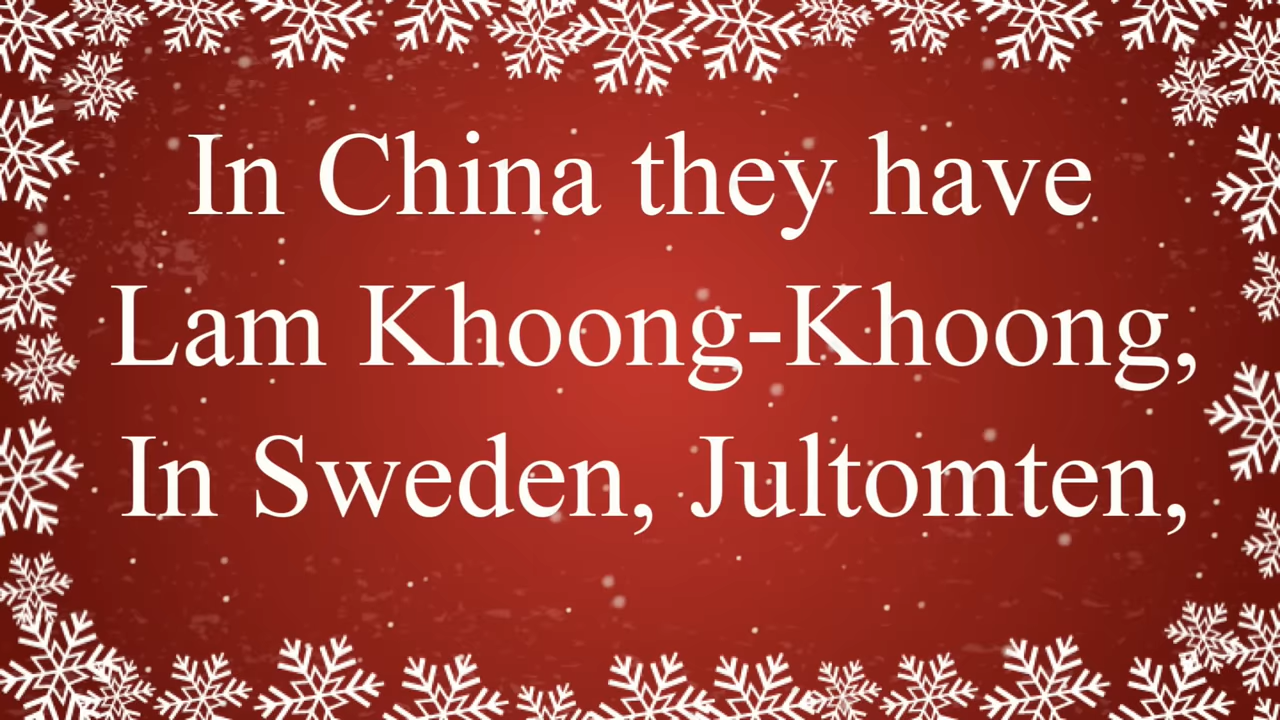 In China they have
Lam Khoong-Khoong,
In Sweden, Jultomten,